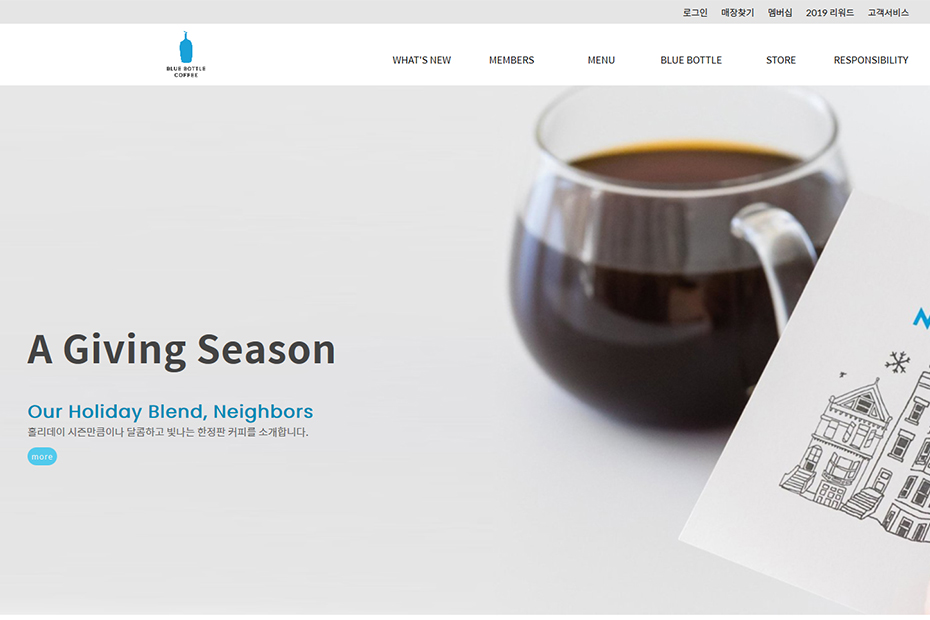 로그인 매장찾기 멤버십 2019 리워드 고객서비스
BLUE BOTTLE
COFFEE
WHAT'S NEW MEMBERS MENU BLUE BOTTLE STORE RESPONSIBILITY
A Giving Season
Our Holiday Blend, Neighbors
홀리데이 시즌만큼이나 달콤하고 빛나는 한정판 커피를 소개합니다.
more